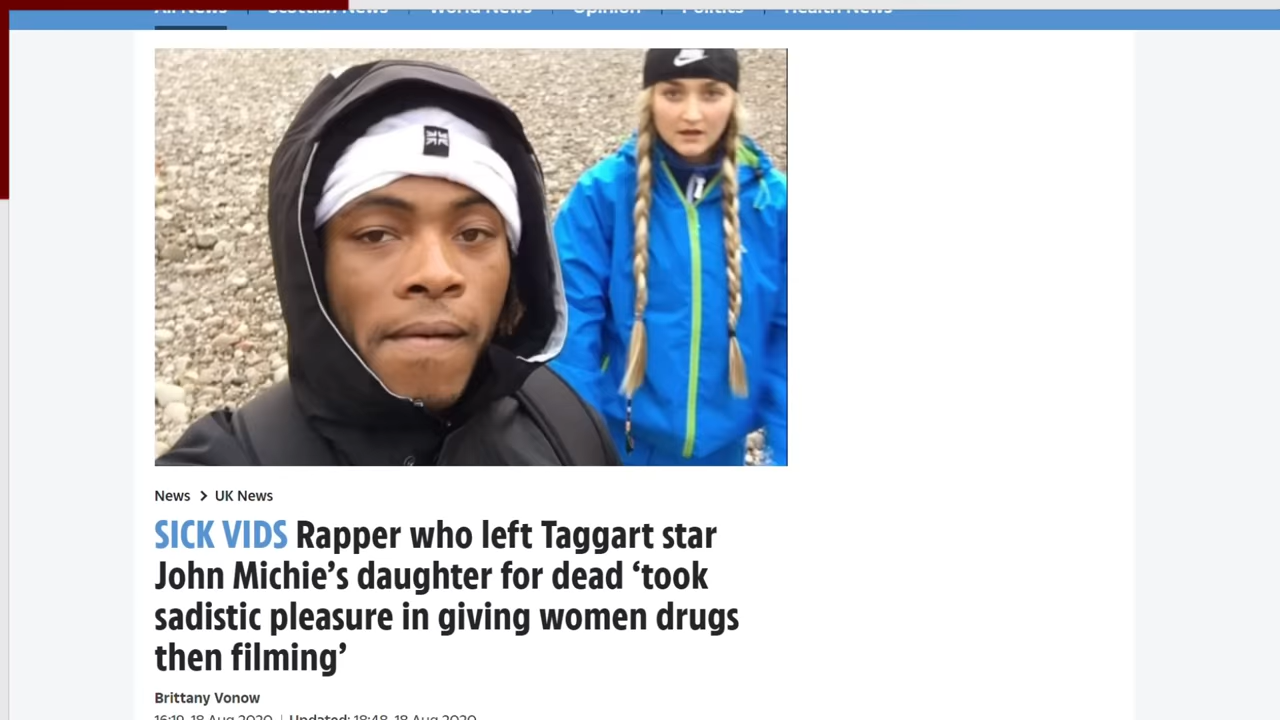 All News Scottish News World News Opinion Politics Health News
News > UK News
SICK VIDS Rapper who left Taggart star
John Michie's daughter for dead 'took
sadistic pleasure in giving women drugs
then filming'
Brittany Vonow
16:19, 18 Aug 2020 | Updated: 18:48, 18 Aug 2020